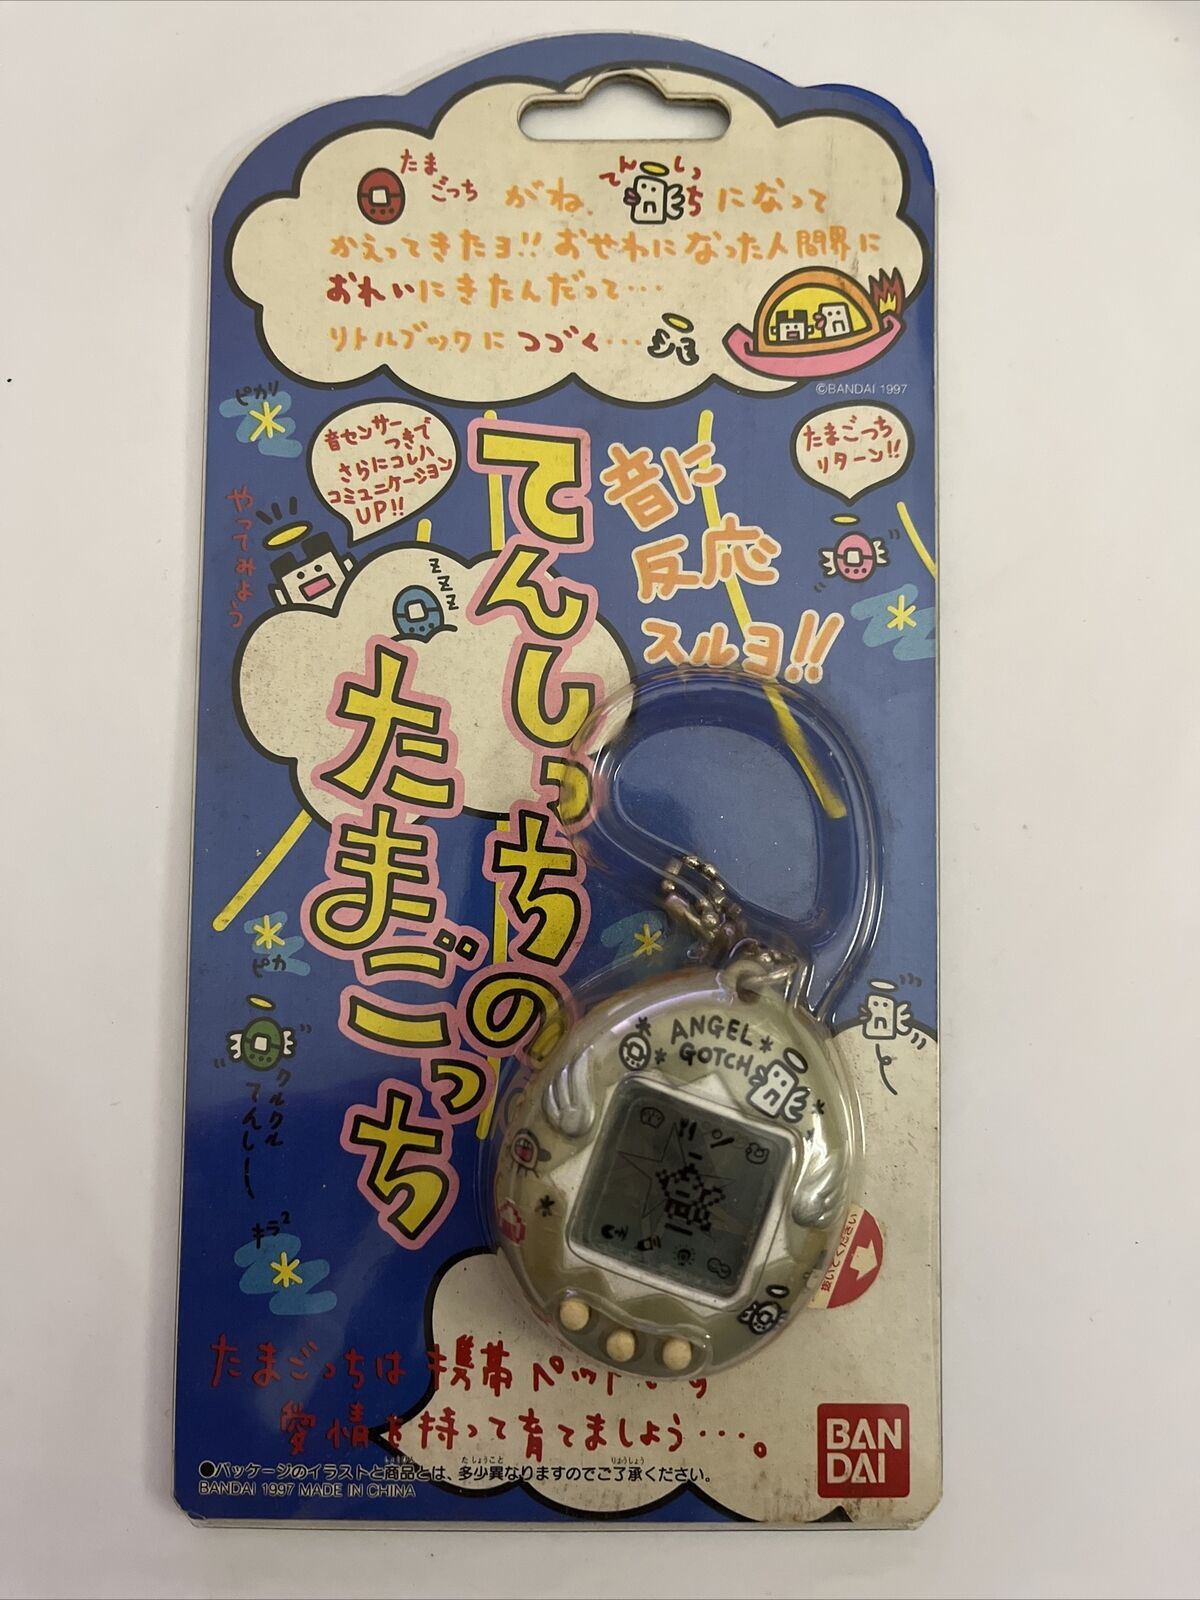 たまごっち がね、てんしっち になって
かえってきたヨ!! おせわになった人間界に
おれいにきたんだって…
リトルブックに つづく…
©BANDAI 1997
ピカリ
音センサー
つきで
さらにコレハ
コミュニケーション
UP!!
やってみよう
たまごっち
リターン!!
音に
反応
スルヨ!!
zzz
てんしっちの
たまごっち
ピカ
クルクル
てんしー
キラ2
ANGEL
GOTCH
たまごっちは 携帯ペット
愛情を持って育てましょう…。
●パッケージのイラストと商品とは、多少異なりますのでご了承ください。
BANDAI 1997 MADE IN CHINA
BAN
DAI